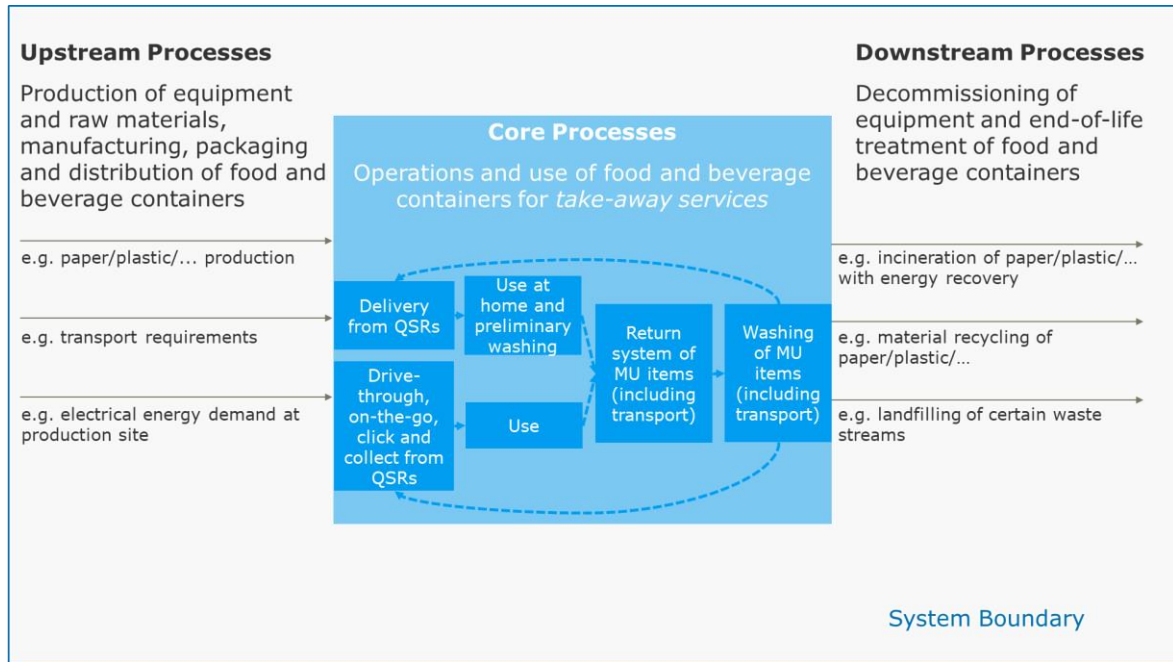 Upstream Processes
Production of equipment
and raw materials,
manufacturing, packaging
and distribution of food and
beverage containers
e.g. paper/plastic/... production
e.g. transport requirements
e.g. electrical energy demand at
production site
Core Processes
Operations and use of food and beverage
containers for take-away services
Delivery
from QSRs
Use at
home and
preliminary
washing
Drive-
through,
on-the-go,
click and
collect from
QSRs
Use
Return
system of
MU items
(including
transport)
Washing
of MU
items
(including
transport)
Downstream Processes
Decommissioning of
equipment and end-of-life
treatment of food and
beverage containers
e.g. incineration of paper/plastic/...
with energy recovery
e.g. material recycling of
paper/plastic/...
e.g. landfilling of certain waste
streams
System Boundary